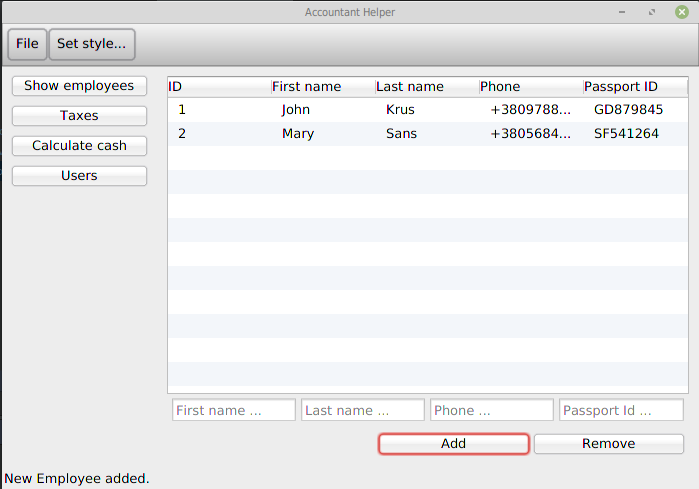 Accountant Helper
File Set style...
Show employees
Taxes
Calculate cash
Users
ID First name Last name Phone Passport ID
1 John Krus +3809788... GD879845
2 Mary Sans +3805684... SF541264
First name ... Last name ... Phone ... Passport Id ...
Add Remove
New Employee added.